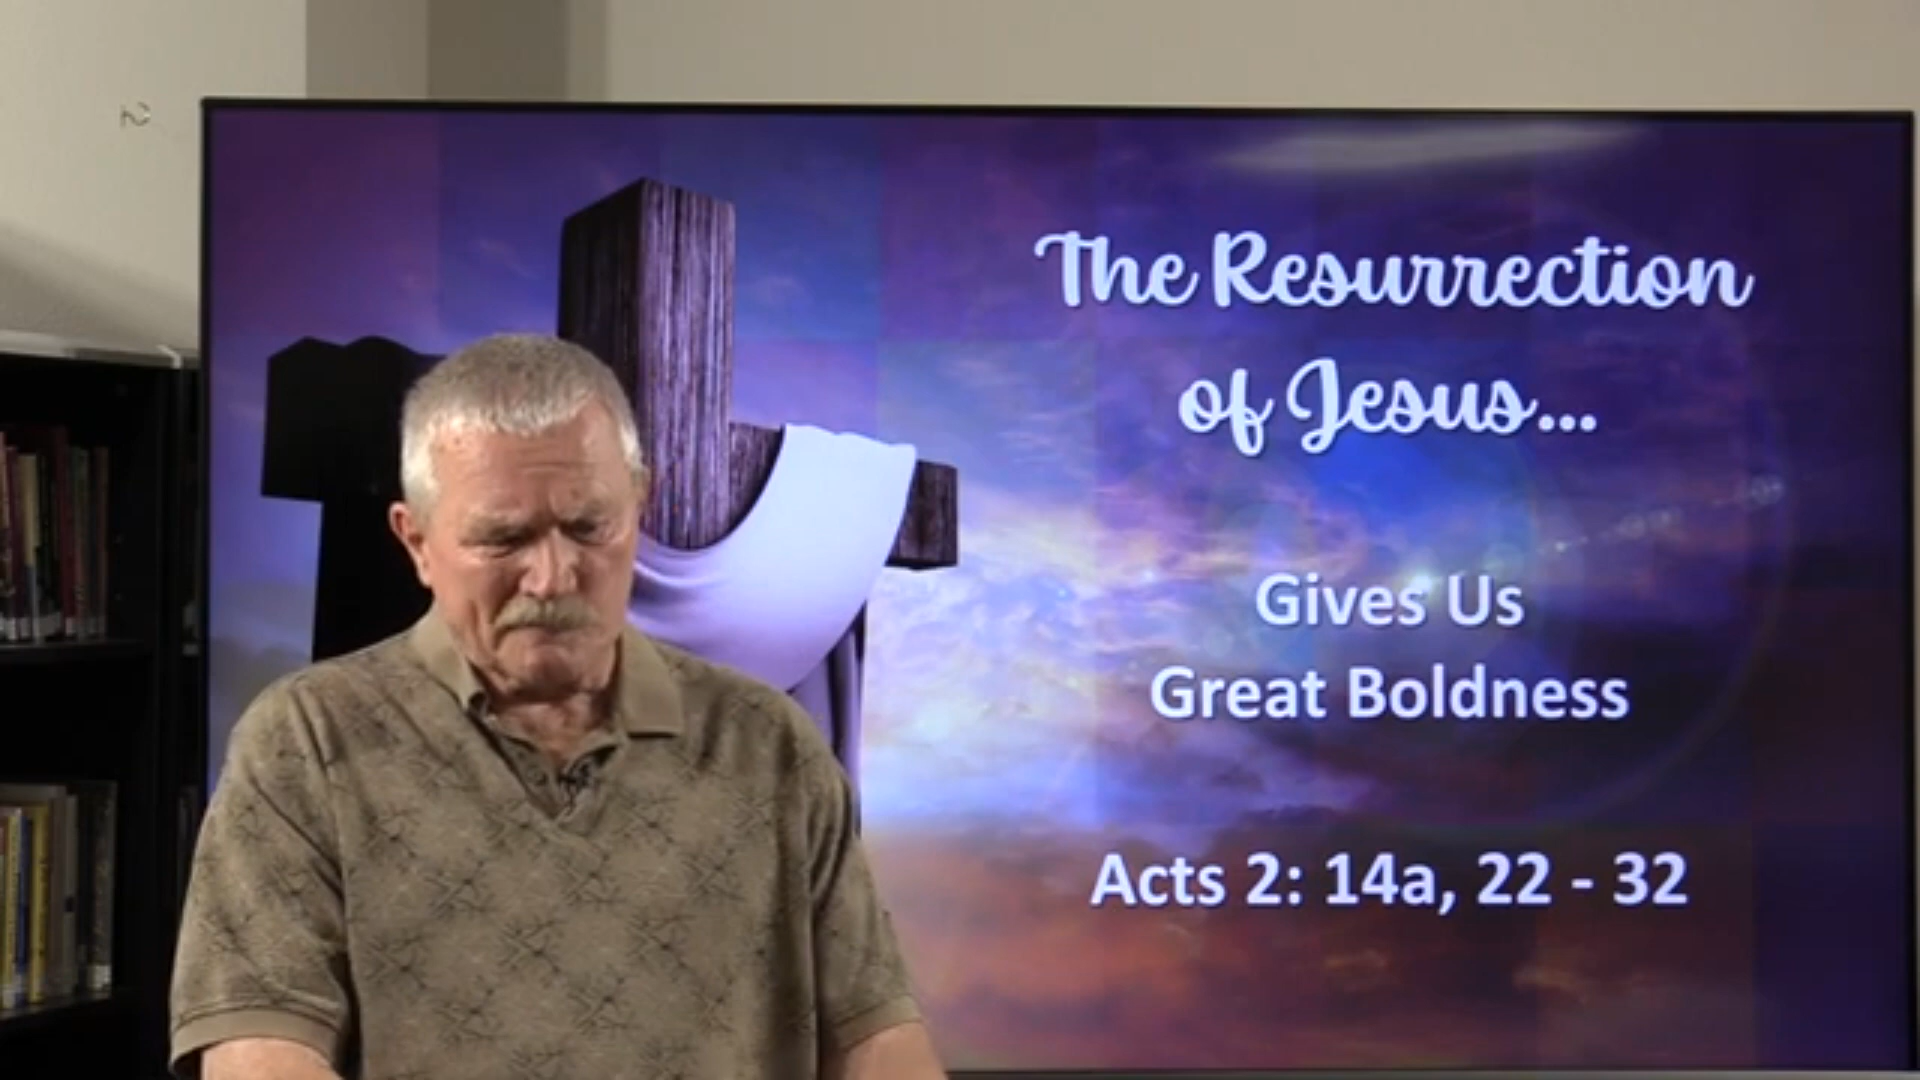 The Resurrection
of Jesus...
Gives Us
Great Boldness
Acts 2: 14a, 22 - 32